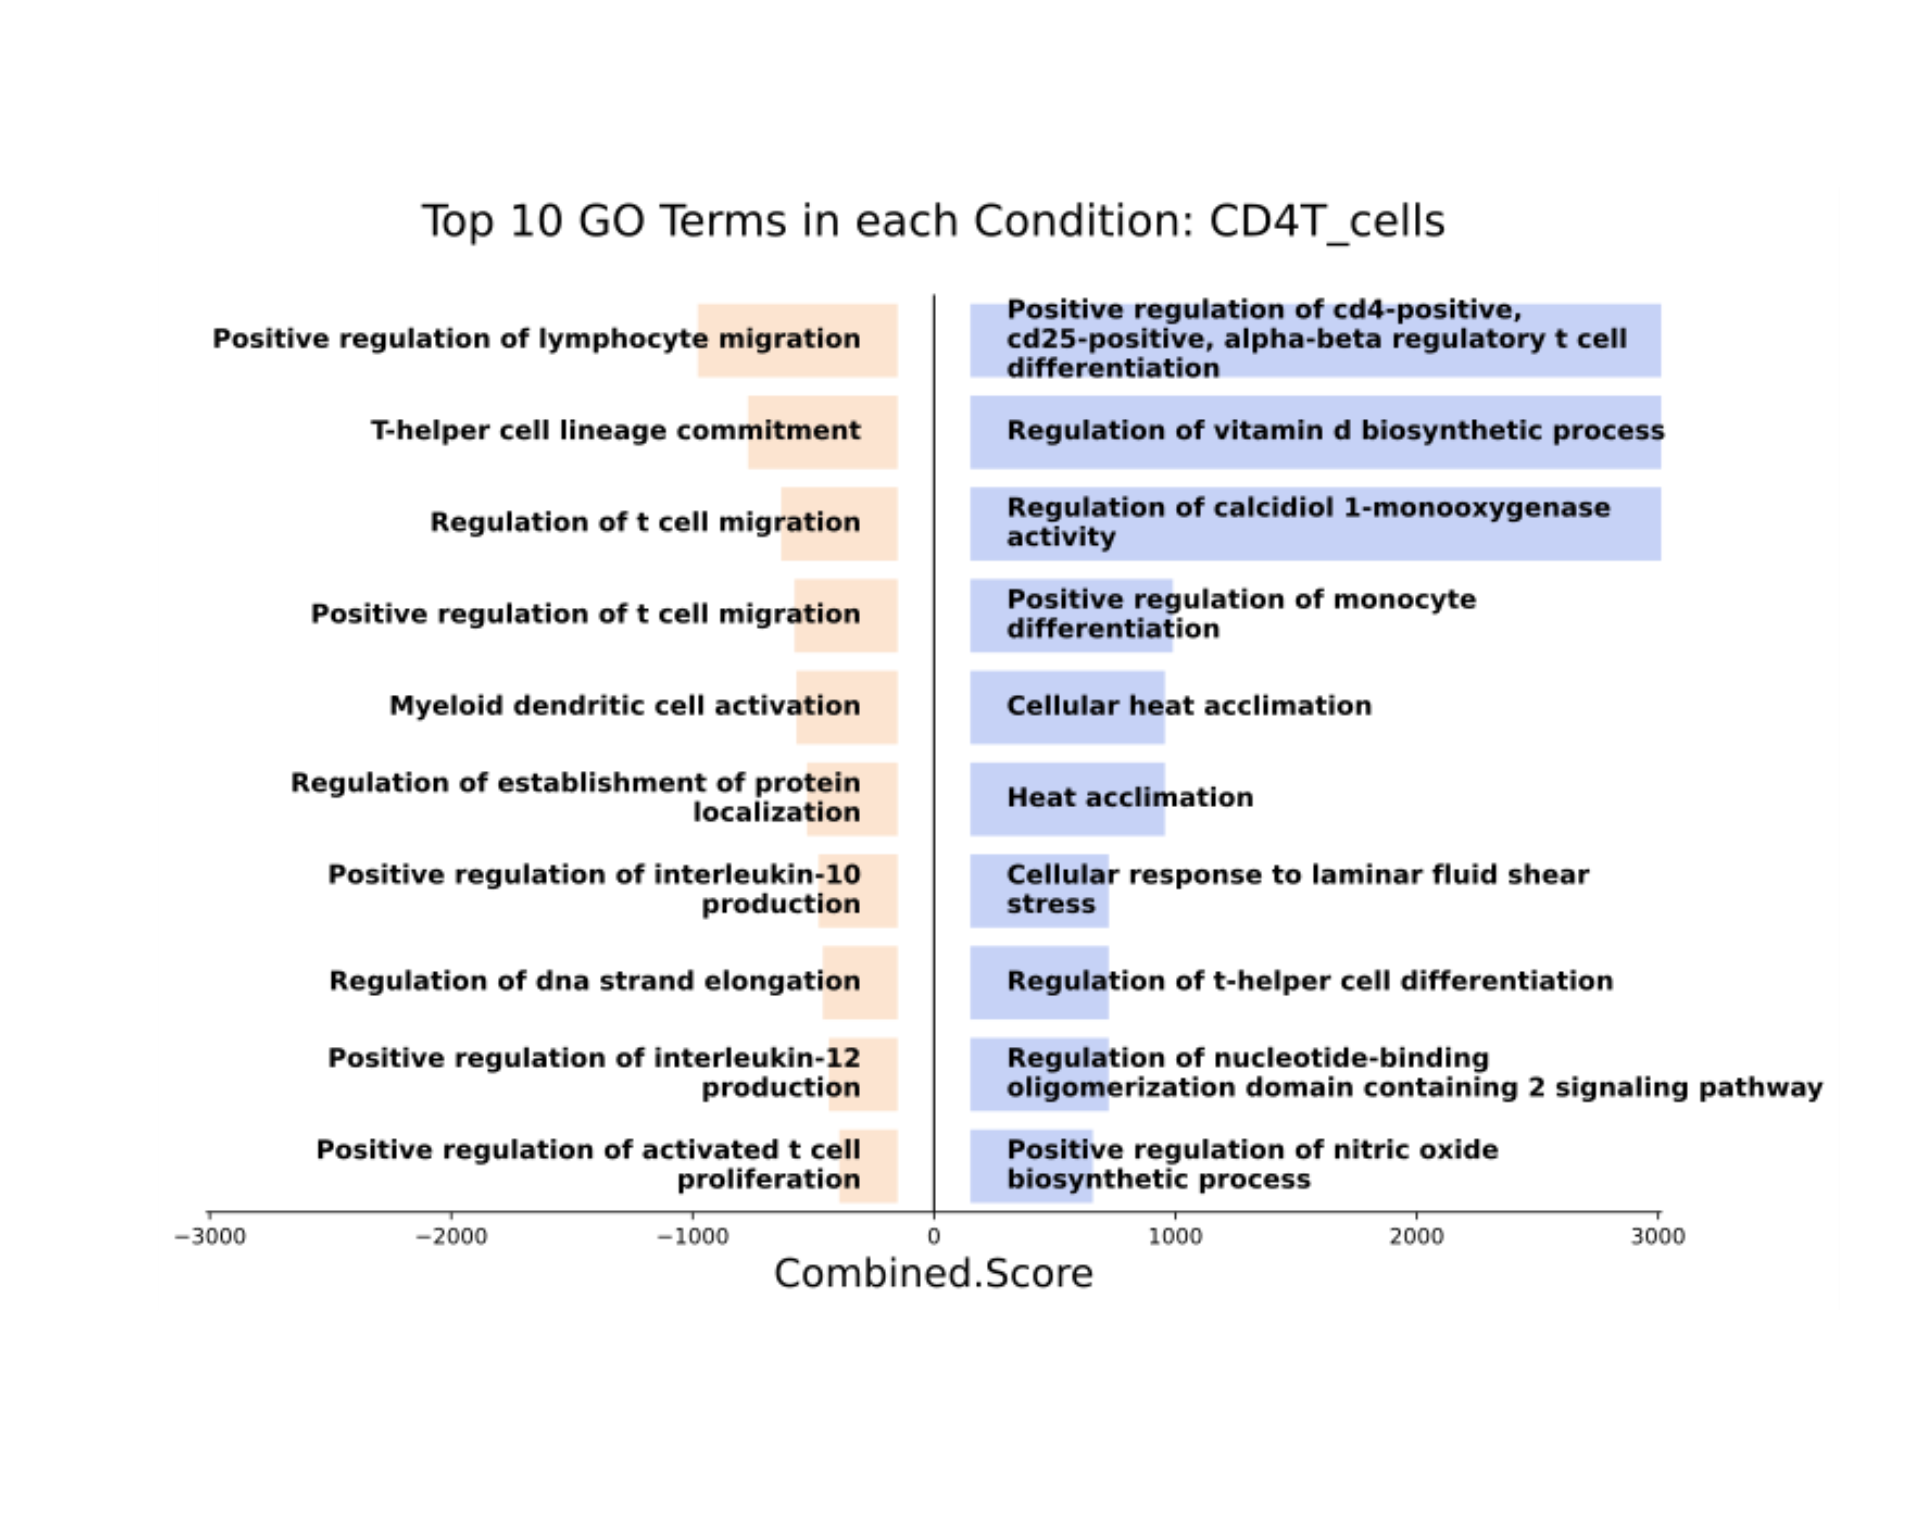 Top 10 GO Terms in each Condition: CD4T_cells
Positive regulation of lymphocyte migration
Positive regulation of cd4-positive,
cd25-positive, alpha-beta regulatory t cell
differentiation
T-helper cell lineage commitment
Regulation of vitamin d biosynthetic process
Regulation of t cell migration
Regulation of calcidiol 1-monooxygenase
activity
Positive regulation of t cell migration
Positive regulation of monocyte
differentiation
Myeloid dendritic cell activation
Cellular heat acclimation
Regulation of establishment of protein
localization
Heat acclimation
Positive regulation of interleukin-10
production
Cellular response to laminar fluid shear
stress
Regulation of dna strand elongation
Regulation of t-helper cell differentiation
Positive regulation of interleukin-12
production
Regulation of nucleotide-binding
oligomerization domain containing 2 signaling pathway
Positive regulation of activated t cell
proliferation
Positive regulation of nitric oxide
biosynthetic process
−3000 −2000 −1000 0 1000 2000 3000
Combined.Score